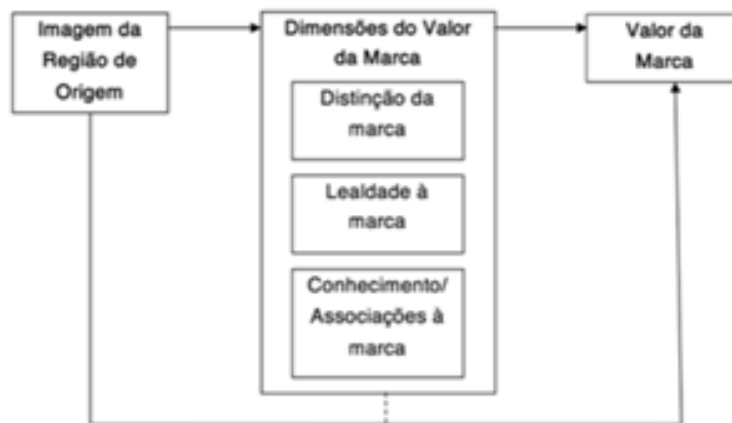 Imagem da
Região de
Origem
Dimensões do Valor
da Marca
Distinção da
marca
Lealdade à
marca
Conhecimento/
Associações à
marca
Valor da
Marca